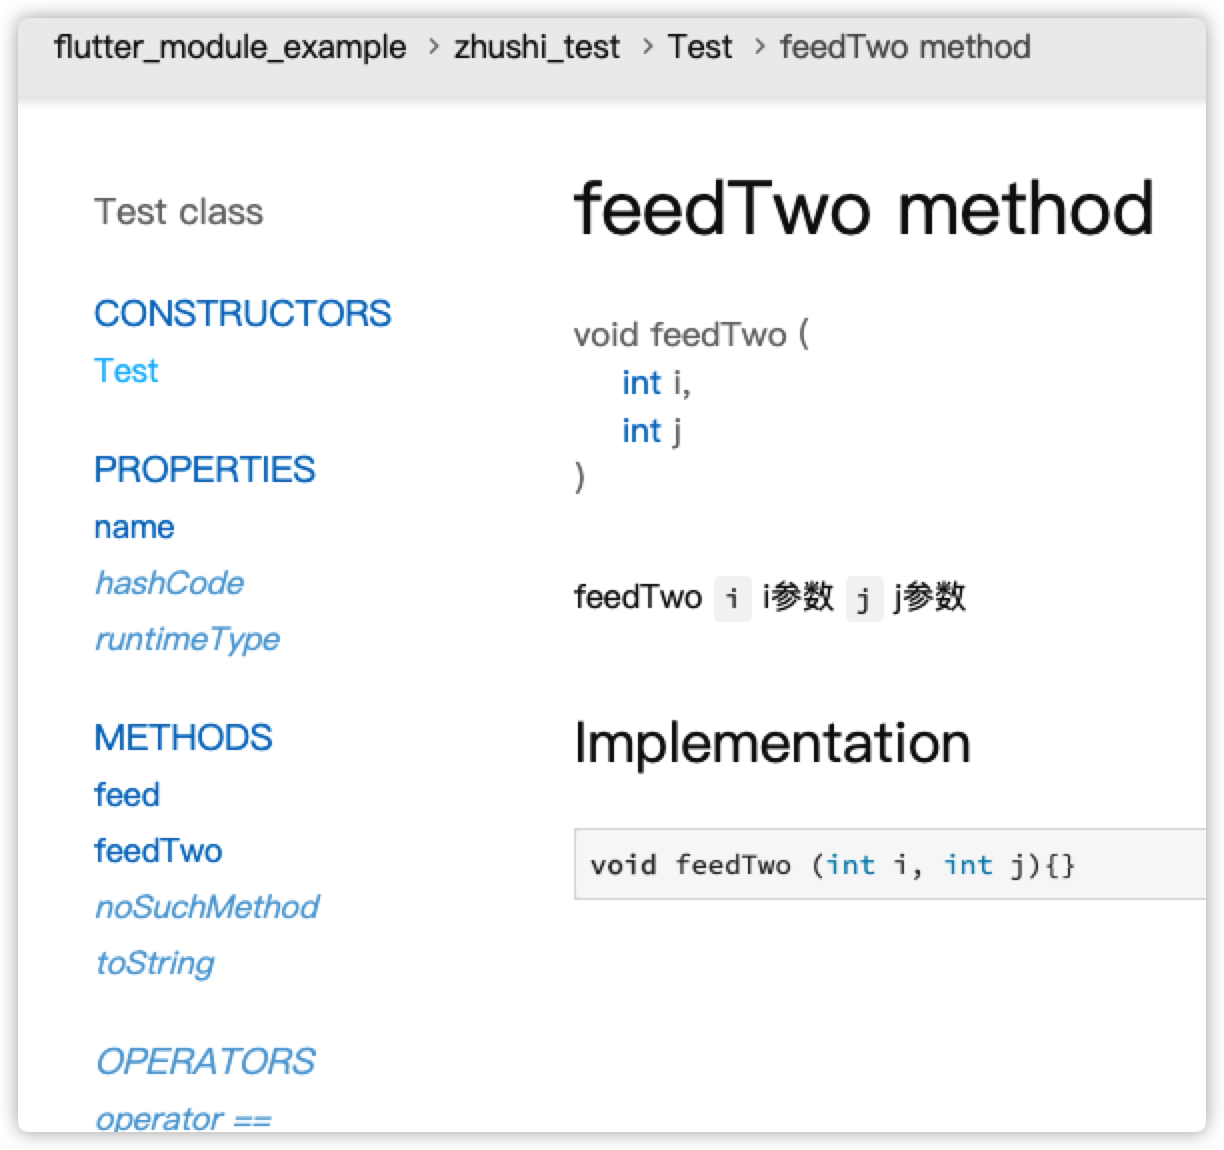 flutter_module_example > zhushi_test > Test > feedTwo method
Test class
CONSTRUCTORS
Test
PROPERTIES
name
hashCode
runtimeType
METHODS
feed
feedTwo
noSuchMethod
toString
OPERATORS
operator ==
feedTwo method
void feedTwo (
int i,
int j
)
feedTwo i i参数 j j参数
Implementation
void feedTwo (int i, int j){}